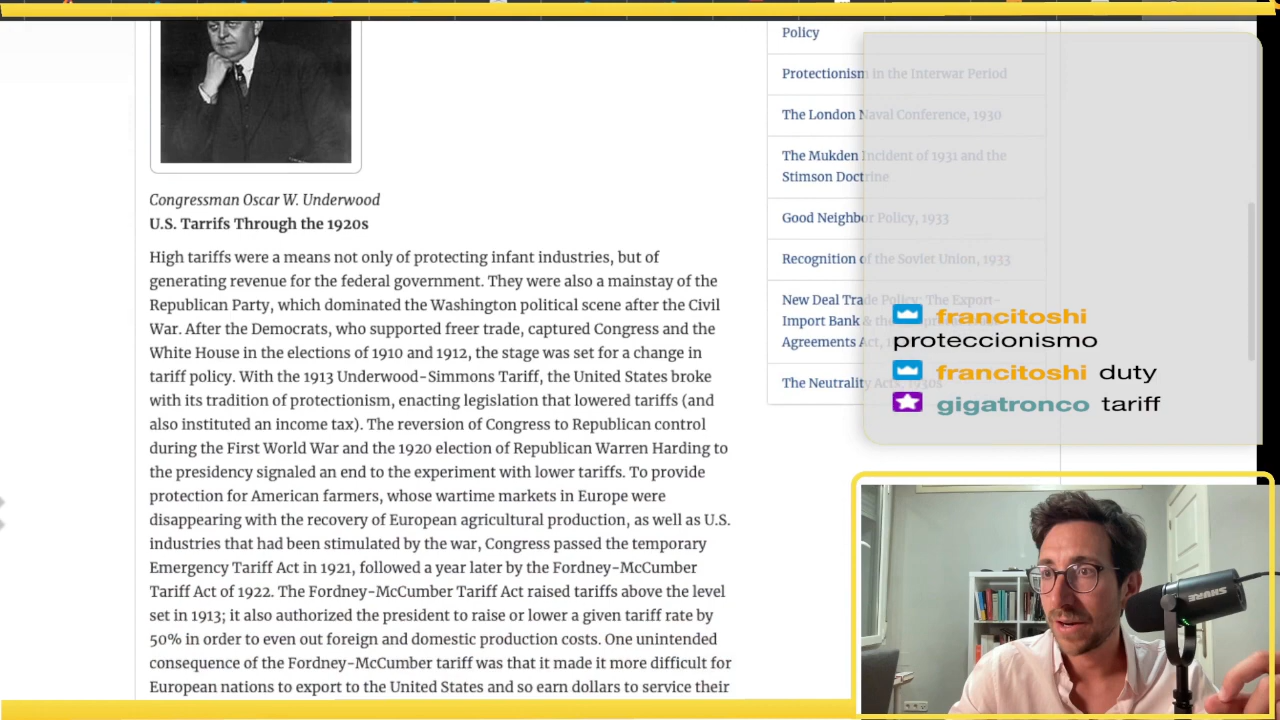 Congressman Oscar W. Underwood
U.S. Tarrifs Through the 1920s
High tariffs were a means not only of protecting infant industries, but of
generating revenue for the federal government. They were also a mainstay of the
Republican Party, which dominated the Washington political scene after the Civil
War. After the Democrats, who supported freer trade, captured Congress and the
White House in the elections of 1910 and 1912, the stage was set for a change in
tariff policy. With the 1913 Underwood-Simmons Tariff, the United States broke
with its tradition of protectionism, enacting legislation that lowered tariffs (and
also instituted an income tax). The reversion of Congress to Republican control
during the First World War and the 1920 election of Republican Warren Harding to
the presidency signaled an end to the experiment with lower tariffs. To provide
protection for American farmers, whose wartime markets in Europe were
disappearing with the recovery of European agricultural production, as well as U.S.
industries that had been stimulated by the war, Congress passed the temporary
Emergency Tariff Act in 1921, followed a year later by the Fordney-McCumber
Tariff Act of 1922. The Fordney-McCumber Tariff Act raised tariffs above the level
set in 1913; it also authorized the president to raise or lower a given tariff rate by
50% in order to even out foreign and domestic production costs. One unintended
consequence of the Fordney-McCumber tariff was that it made it more difficult for
European nations to export to the United States and so earn dollars to service their
Policy
Protectionism in the Interwar Period
The London Naval Conference, 1930
The Mukden Incident of 1931 and the
Stimson Doctrine
Good Neighbor Policy, 1933
Recognition of the Soviet Union, 1933
New Deal Trade Policy: The Export-
Import Bank & the
Agreements Act,
The Neutrality Acts, 1930s
francitoshi
proteccionismo
francitoshi duty
gigatronco tariff
SHURE